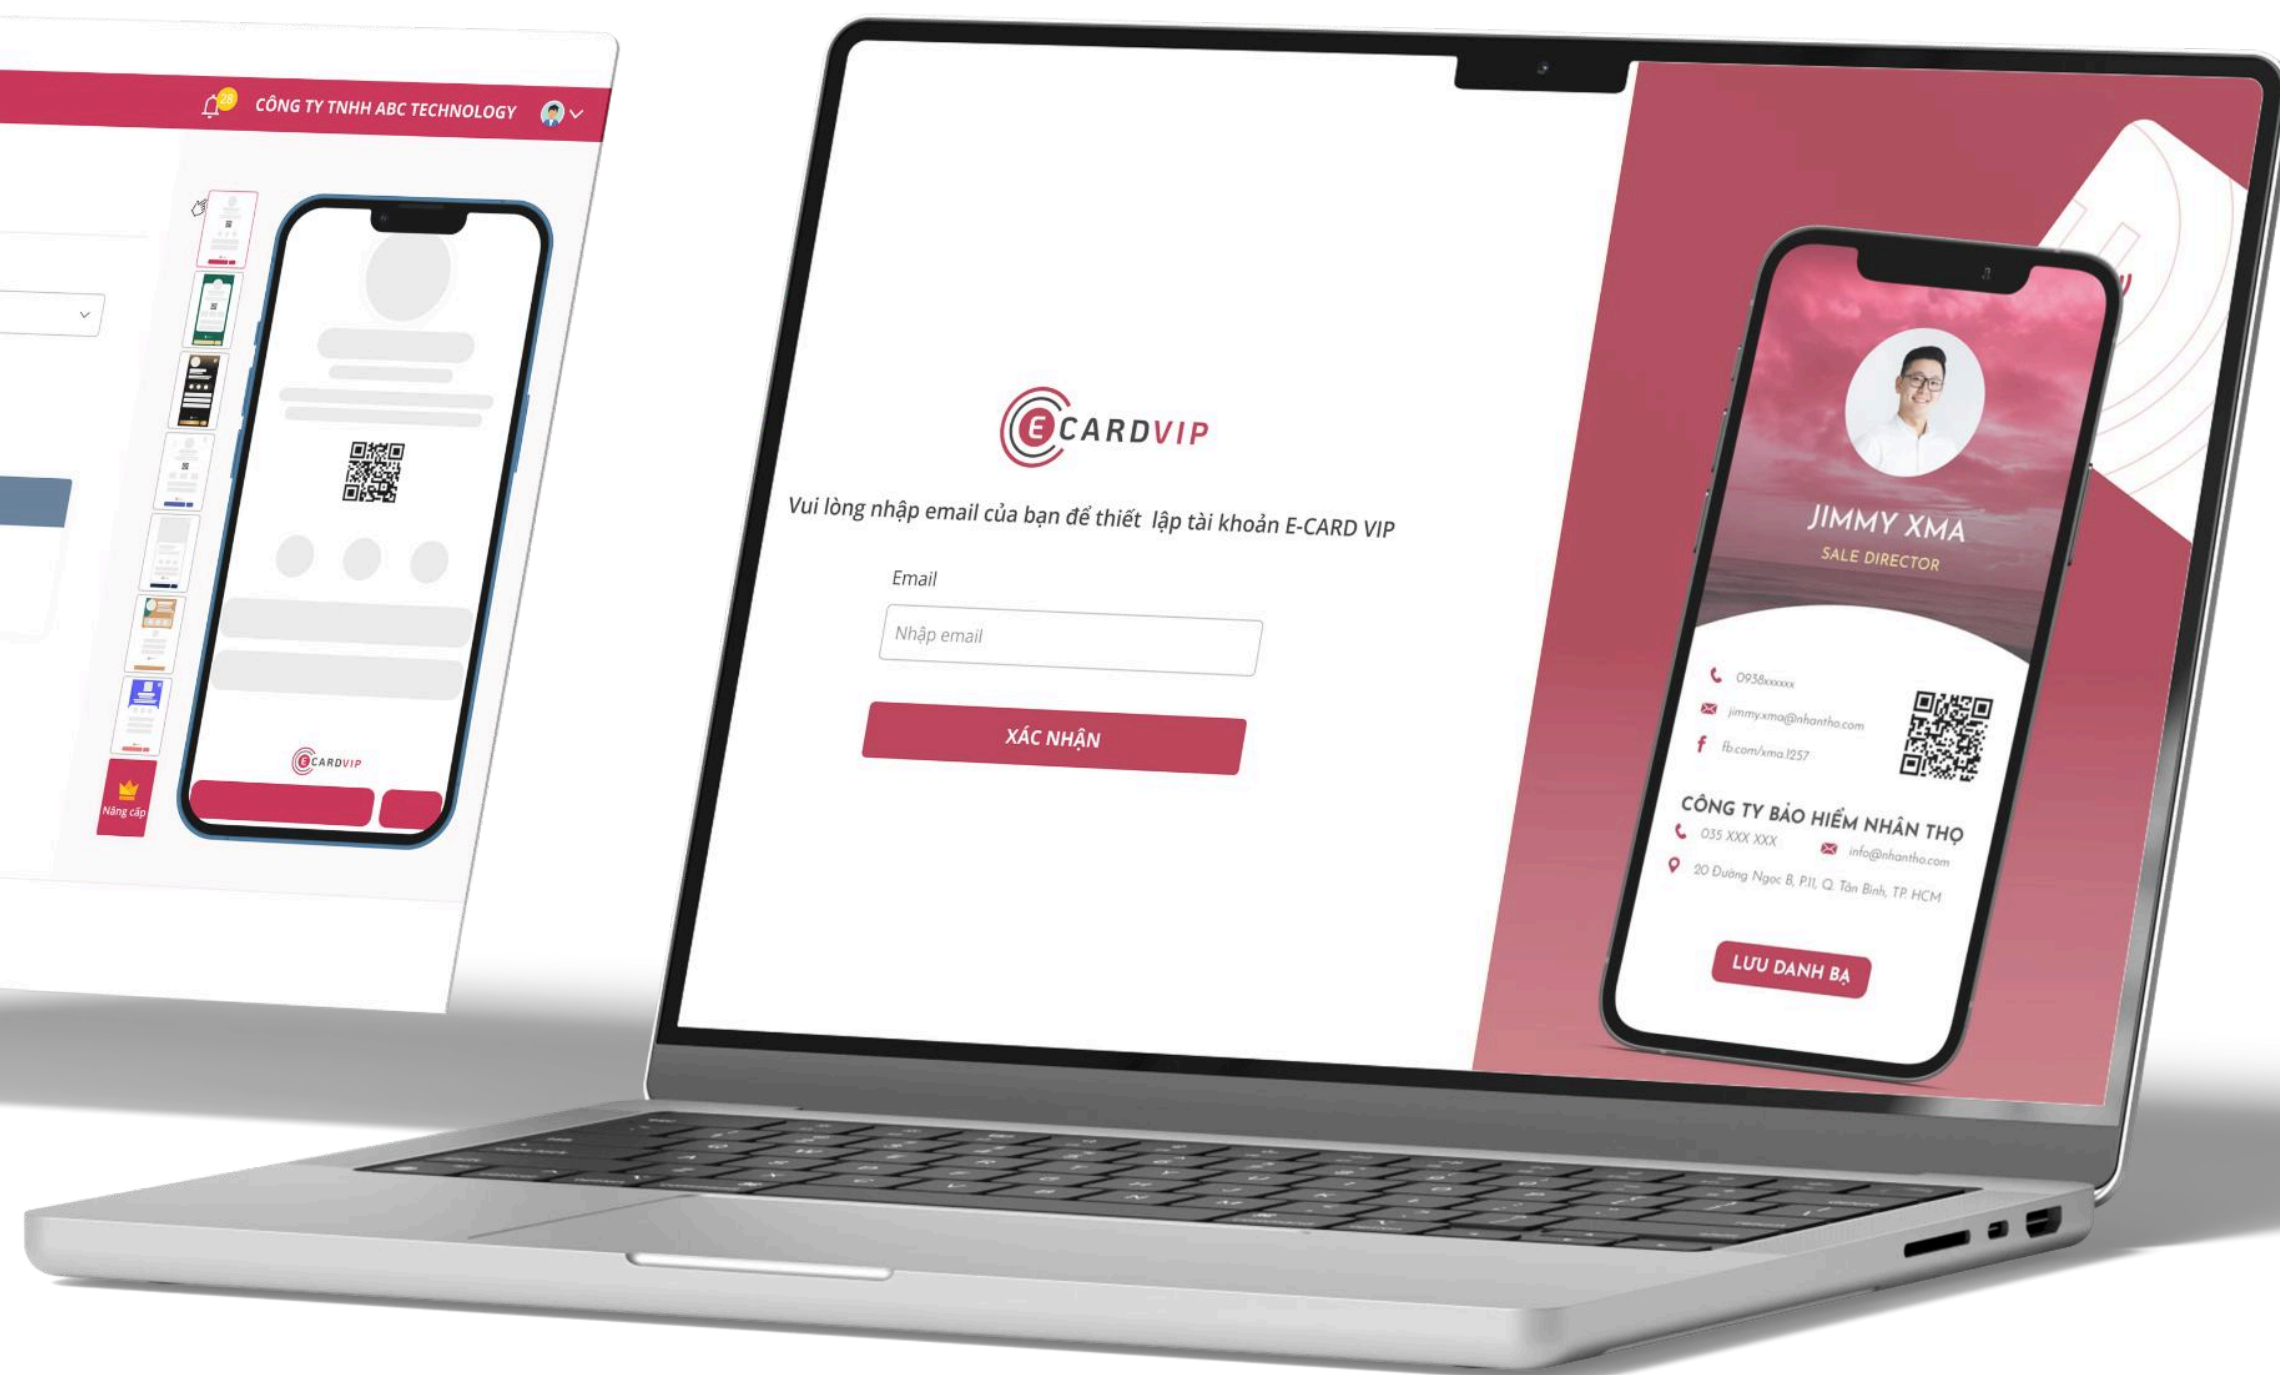 28
CÔNG TY TNHH ABC TECHNOLOGY
Nâng cấp
ECARDVIP
ECARDVIP
Vui lòng nhập email của bạn để thiết lập tài khoản E-CARD VIP
Email
Nhập email
XÁC NHẬN
JIMMY XMA
SALE DIRECTOR
0938xxxxxx
jimmy.xma@nhantho.com
fb.com/xma.1257
CÔNG TY BẢO HIỂM NHÂN THỌ
035 XXX XXX
info@nhantho.com
20 Đường Ngọc B, P.11, Q. Tân Bình, TP. HCM
LƯU DANH BẠ